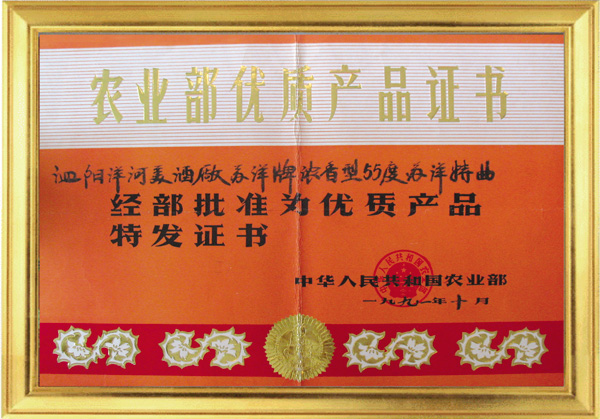 农业部优质产品证书
泗阳洋河美酒厰苏洋牌浓香型55度苏洋特曲
经部批准为优质产品
特发证书
中华人民共和国农业部
一九九一年十月